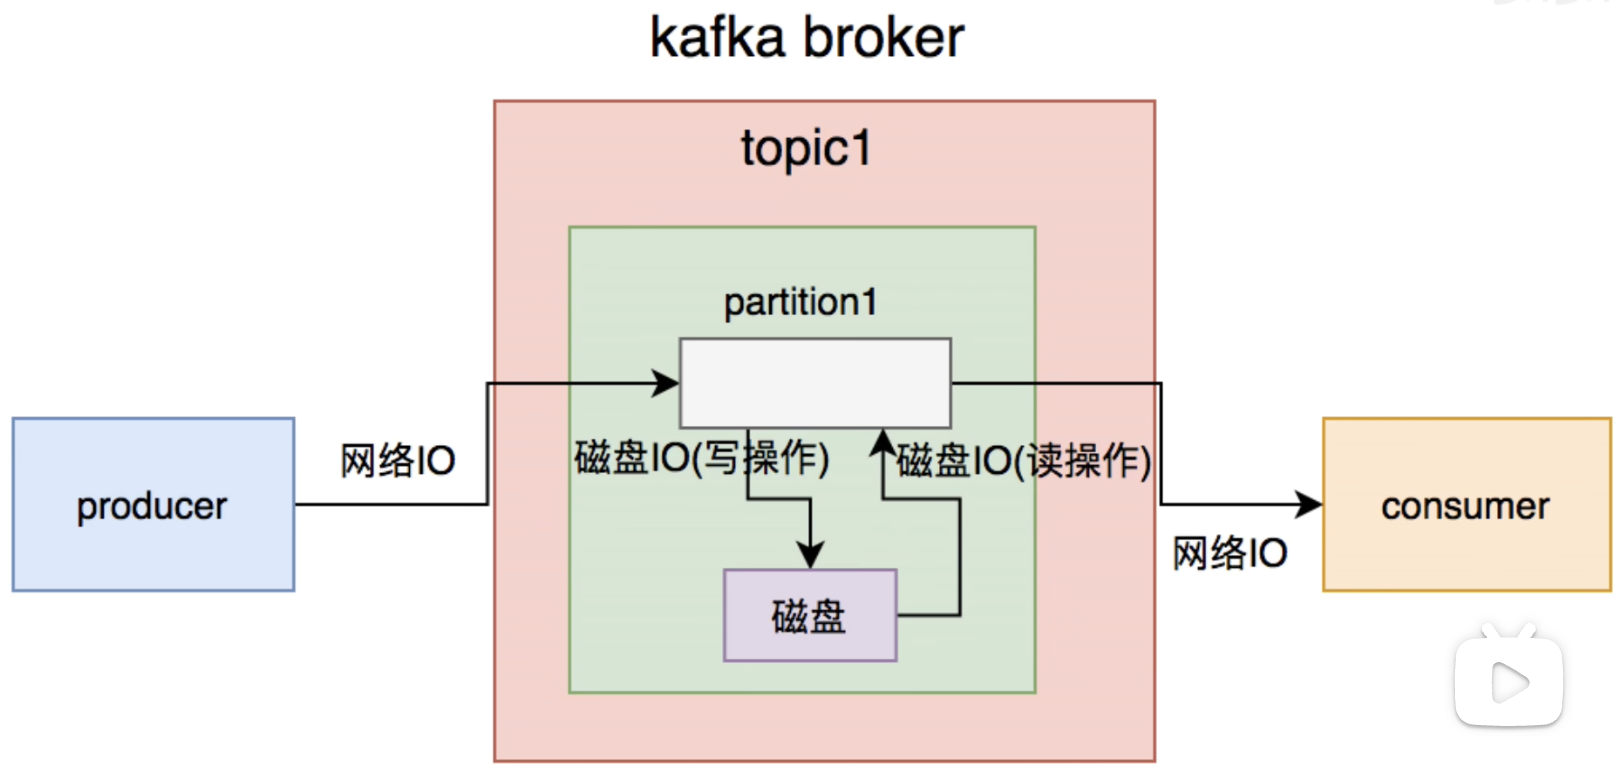 kafka broker
topic1
partition1
网络IO
磁盘IO(写操作)
磁盘IO(读操作)
producer
consumer
网络IO
磁盘